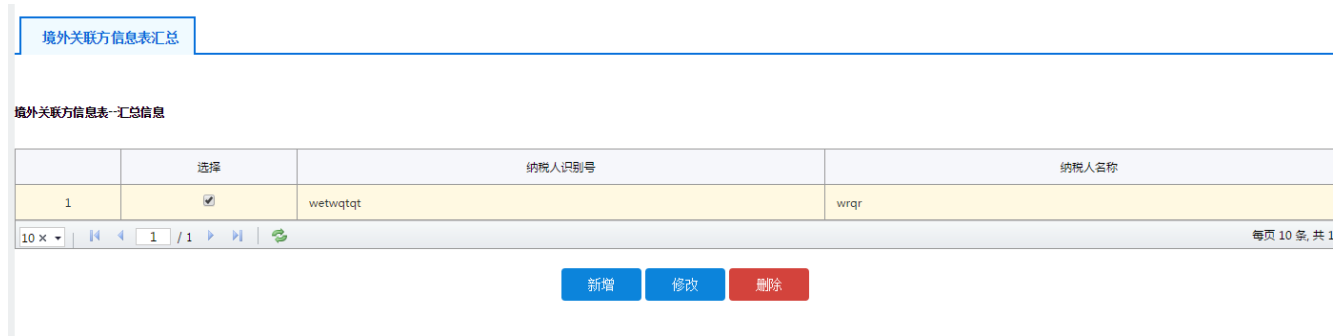 境外关联方信息表汇总
境外关联方信息表--汇总信息
选择 纳税人识别号 纳税人名称
1 wetwqtqt wrqr
10 × 1 / 1 每页 10 条, 共 1
新增 修改 删除